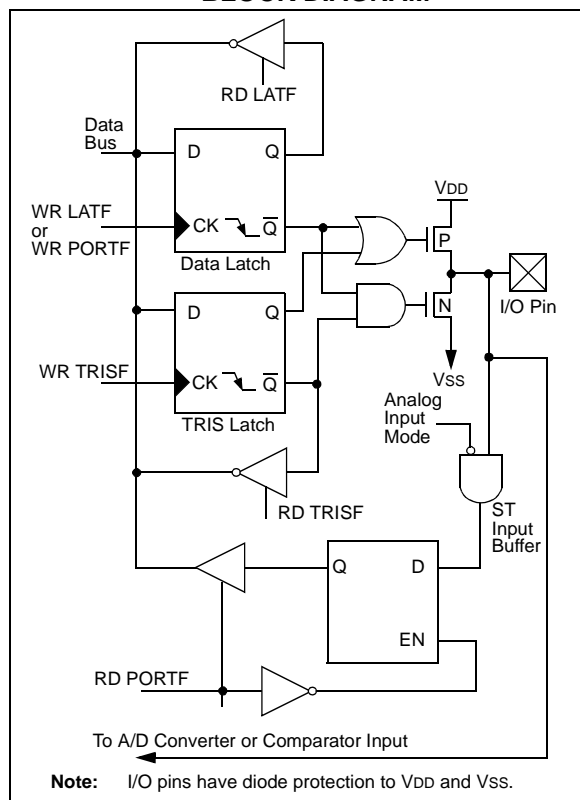 BLOCK DIAGRAM
RD LATF
Data
Bus
D
Q
WR LATF
or
WR PORTF
CK
Q
Data Latch
VDD
P
I/O Pin
D
Q
N
WR TRISF
CK
Q
TRIS Latch
VSS
Analog
Input
Mode
RD TRISF
ST
Input
Buffer
Q
D
EN
RD PORTF
To A/D Converter or Comparator Input
Note: I/O pins have diode protection to VDD and VSS.